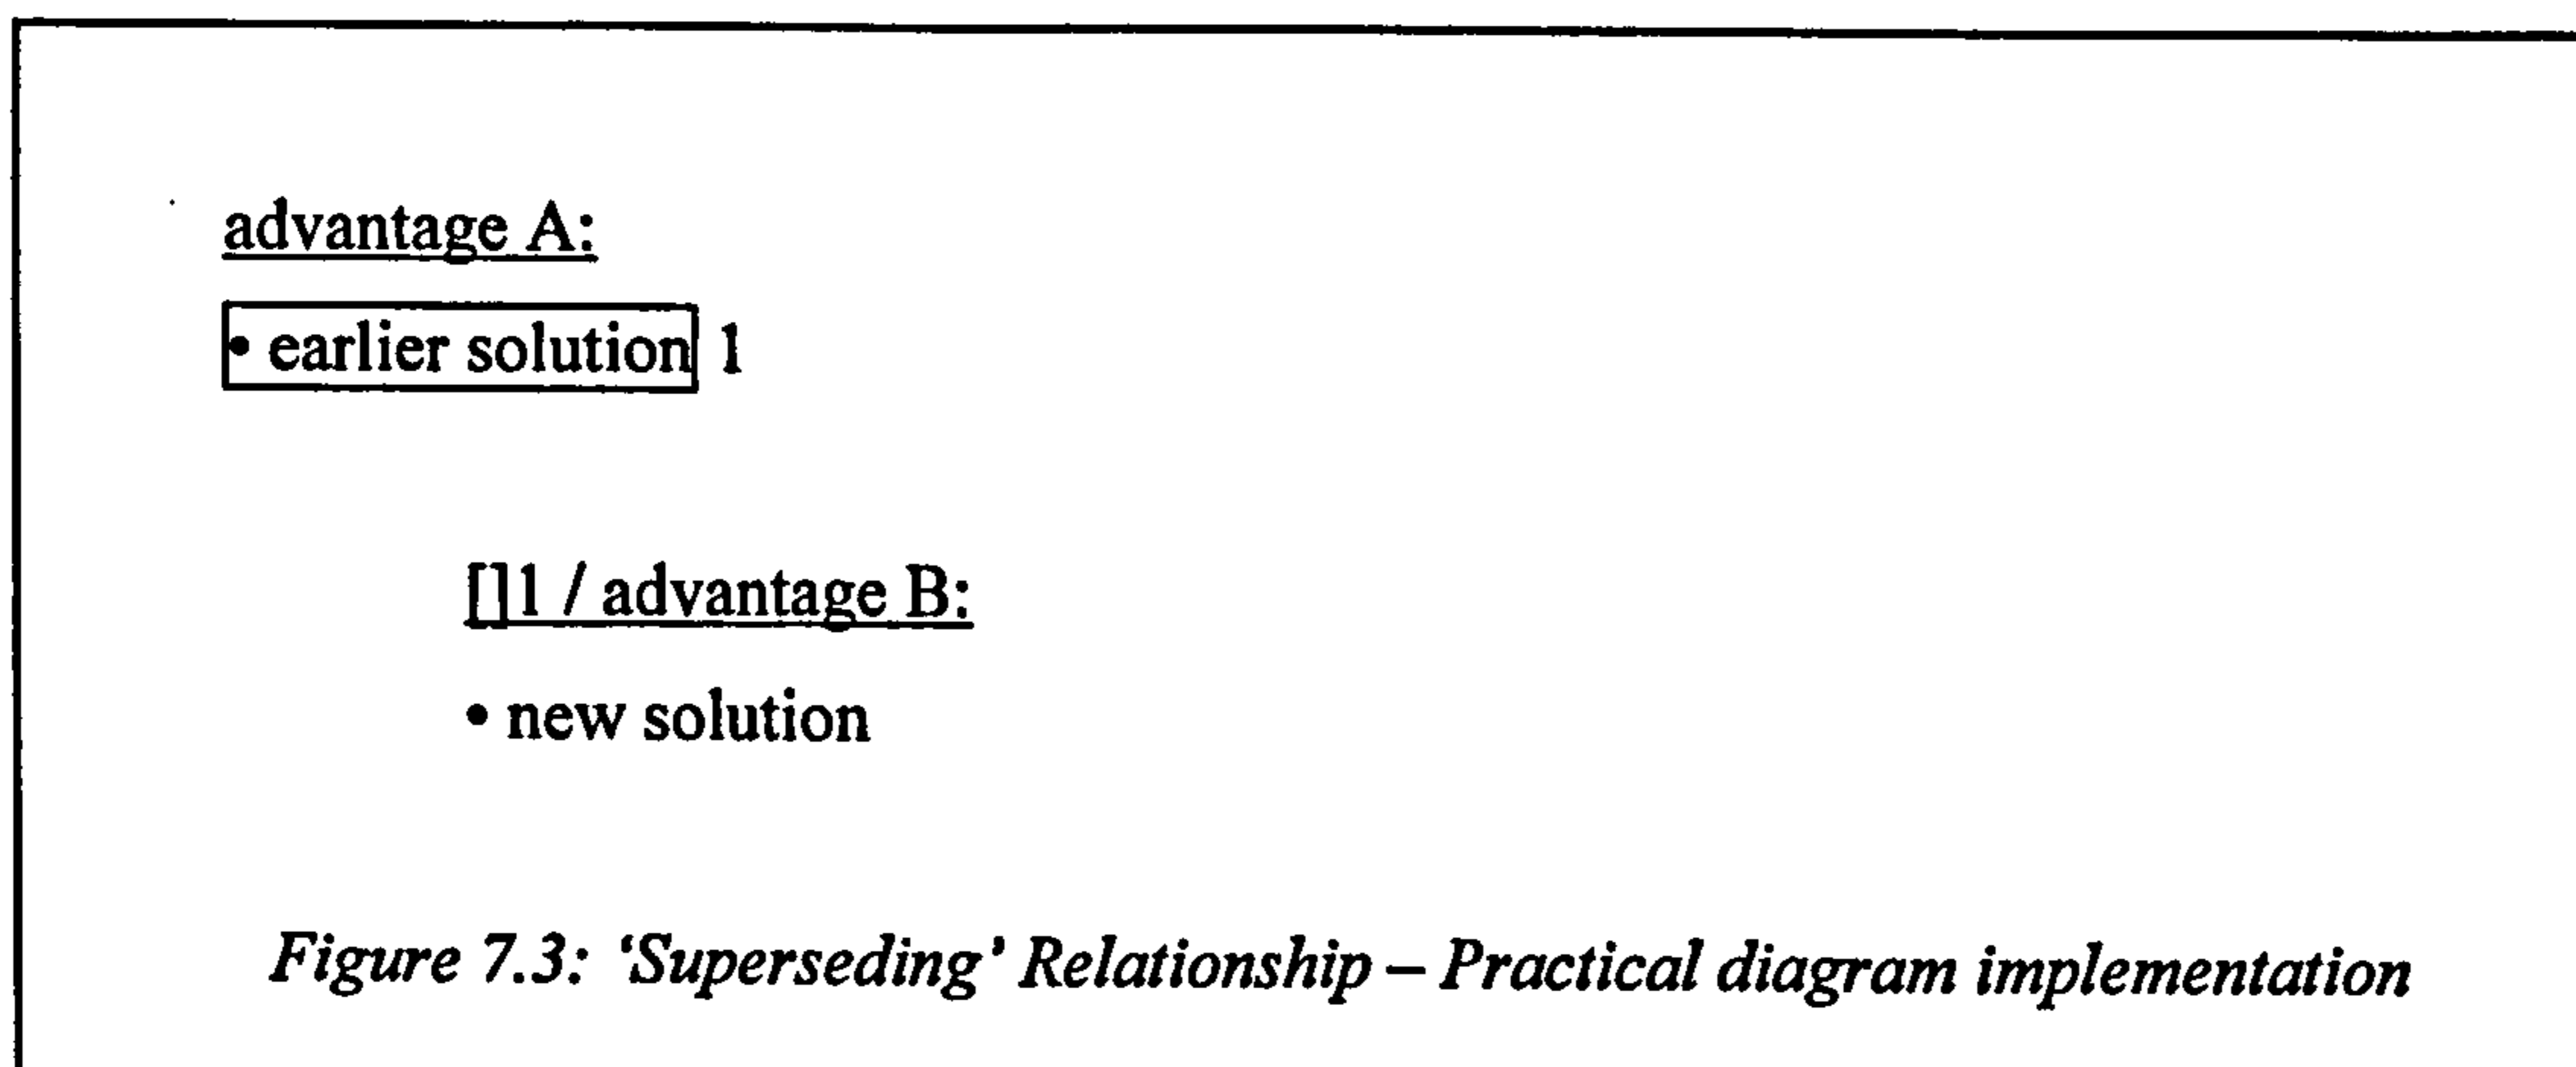 advantage A:
• earlier solution 1
[]1 / advantage B:
• new solution
Figure 7.3: ‘Superseding’ Relationship – Practical diagram implementation